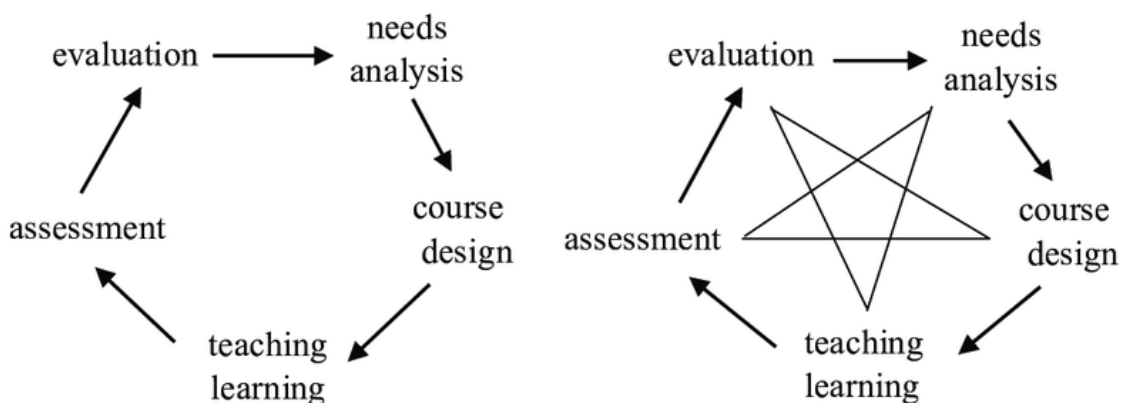 evaluation
needs
analysis
course
design
teaching
learning
assessment
evaluation
needs
analysis
course
design
teaching
learning
assessment